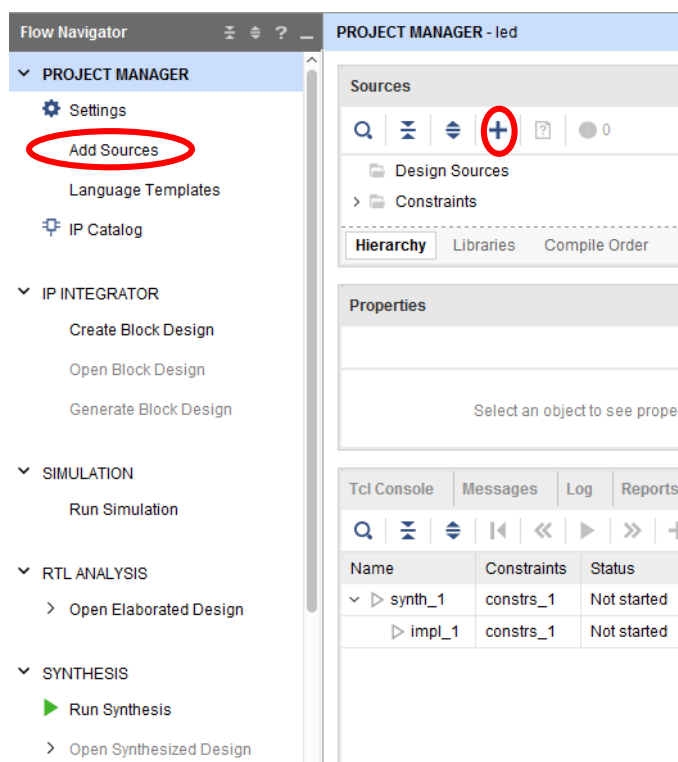 Flow Navigator ?
PROJECT MANAGER
Settings
Add Sources
Language Templates
IP Catalog
IP INTEGRATOR
Create Block Design
Open Block Design
Generate Block Design
SIMULATION
Run Simulation
RTL ANALYSIS
Open Elaborated Design
SYNTHESIS
Run Synthesis
Open Synthesized Design
PROJECT MANAGER - led
Sources
? 0
Design Sources
Constraints
Hierarchy Libraries Compile Order
Properties
Select an object to see prope
Tcl Console Messages Log Reports
Name Constraints Status
synth_1 constrs_1 Not started
impl_1 constrs_1 Not started